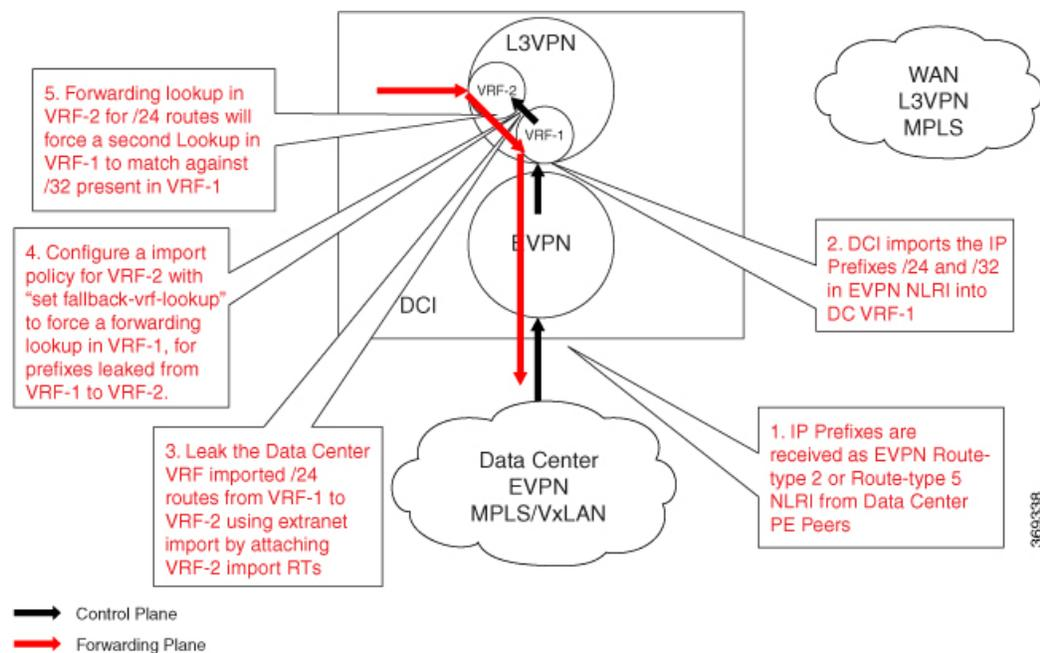 L3VPN
VRF-2
VRF-1
EVPN
DCI
WAN
L3VPN
MPLS
5. Forwarding lookup in
VRF-2 for /24 routes will
force a second Lookup in
VRF-1 to match against
/32 present in VRF-1
4. Configure a import
policy for VRF-2 with
“set fallback-vrf-lookup”
to force a forwarding
lookup in VRF-1, for
prefixes leaked from
VRF-1 to VRF-2.
2. DCI imports the IP
Prefixes /24 and /32
in EVPN NLRI into
DC VRF-1
3. Leak the Data Center
VRF imported /24
routes from VRF-1 to
VRF-2 using extranet
import by attaching
VRF-2 import RTs
Data Center
EVPN
MPLS/VxLAN
1. IP Prefixes are
received as EVPN Route-
type 2 or Route-type 5
NLRI from Data Center
PE Peers
369338
Control Plane
Forwarding Plane